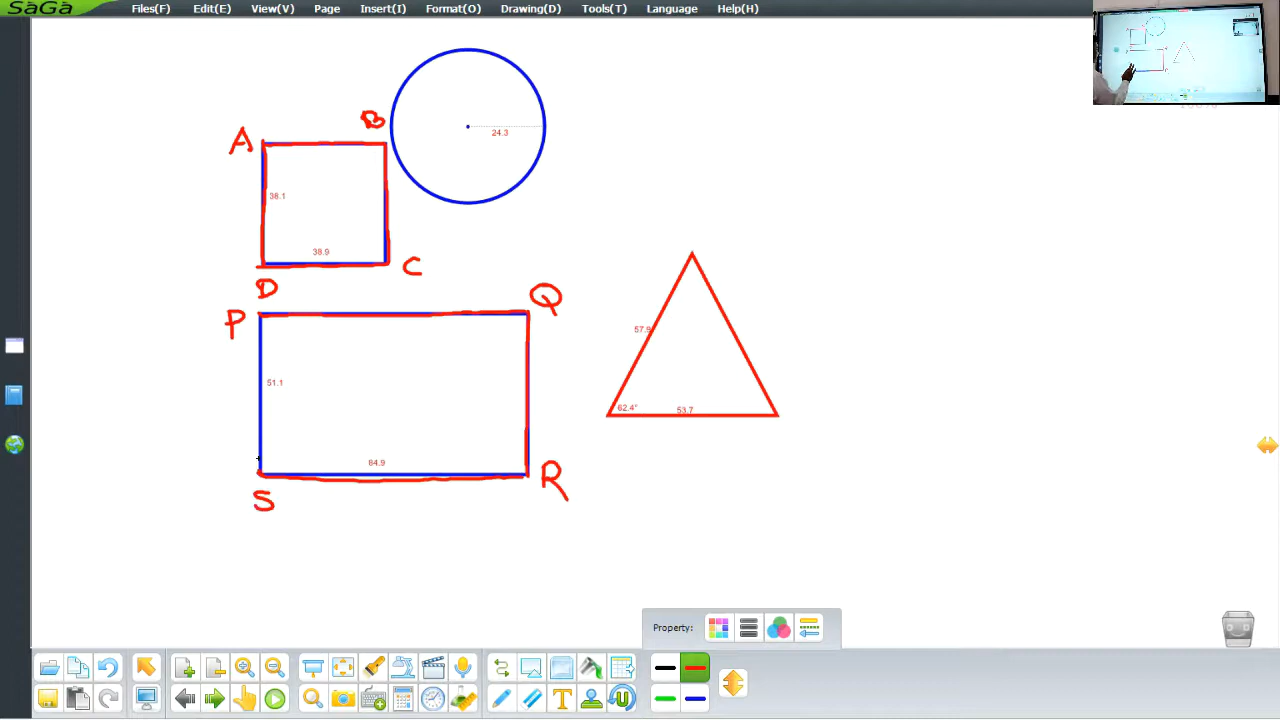 SaGa Files(F) Edit(E) View(V) Page Insert(I) Format(O) Drawing(D) Tools(T) Language Help(H)
B
24.3
A
38.1
38.9
C
D
P
Q
57.9
51.1
62.4°
53.7
84.9
R
S
Property: